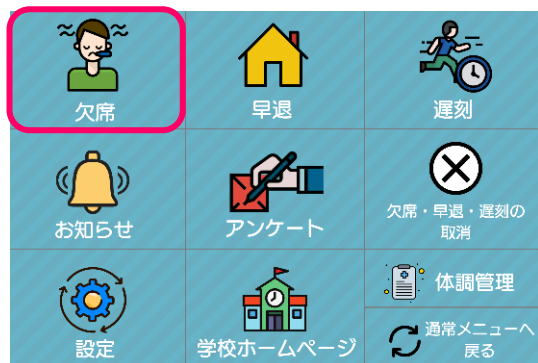 欠席
早退
遅刻
お知らせ
アンケート
欠席・早退・遅刻の
取消
設定
学校ホームページ
体調管理
通常メニューへ
戻る